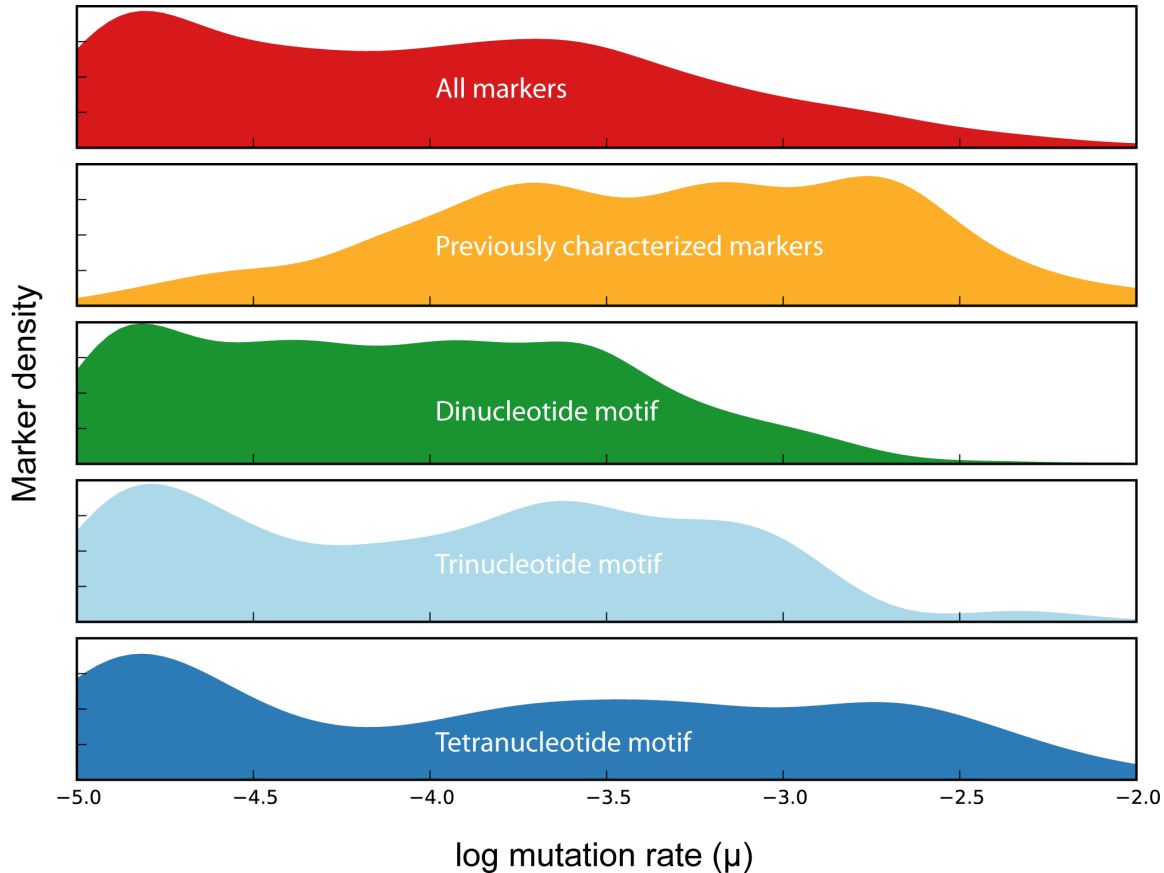 All markers
Previously characterized markers
Marker density
Dinucleotide motif
Trinucleotide motif
Tetranucleotide motif
−5.0 −4.5 −4.0 −3.5 −3.0 −2.5 −2.0
log mutation rate (μ)